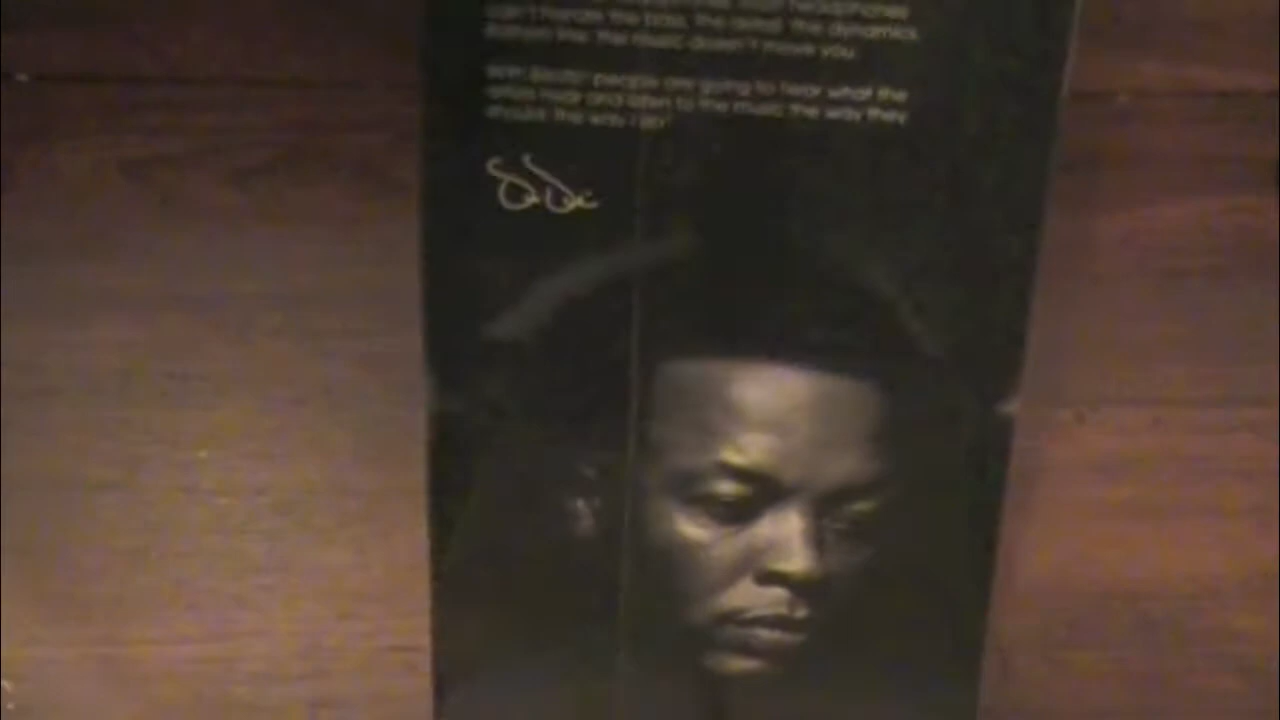 can't handle the bass, the detail, the dynamics.
Bottom line: the music doesn't move you.
With Beats, people are going to hear what the
artists hear and listen to the music the way they
should: the way I do.